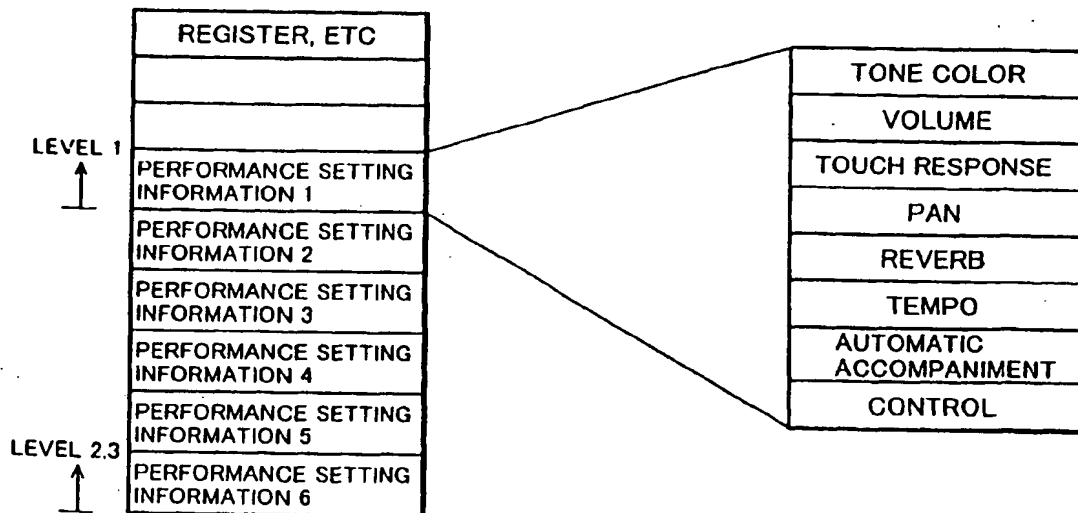 REGISTER, ETC
LEVEL 1
PERFORMANCE SETTING
INFORMATION 1
PERFORMANCE SETTING
INFORMATION 2
PERFORMANCE SETTING
INFORMATION 3
PERFORMANCE SETTING
INFORMATION 4
PERFORMANCE SETTING
INFORMATION 5
LEVEL 2,3
PERFORMANCE SETTING
INFORMATION 6
TONE COLOR
VOLUME
TOUCH RESPONSE
PAN
REVERB
TEMPO
AUTOMATIC
ACCOMPANIMENT
CONTROL